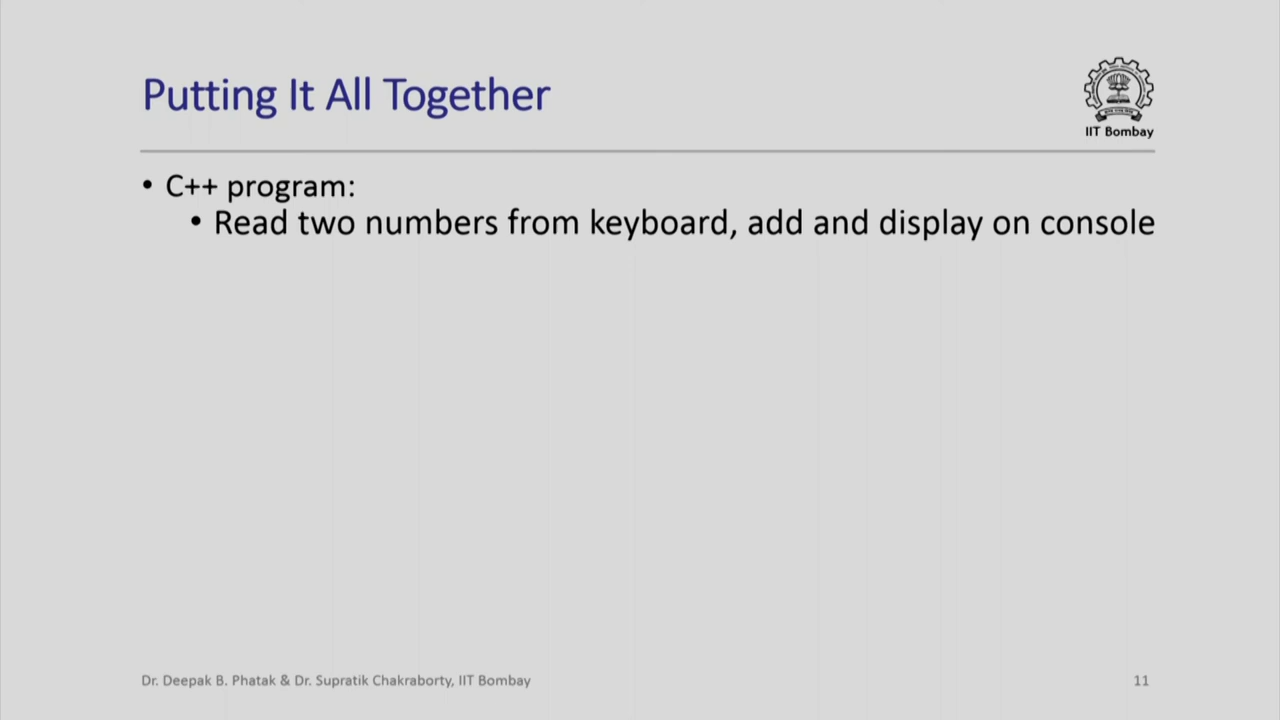 Putting It All Together
IIT Bombay
• C++ program:
• Read two numbers from keyboard, add and display on console
Dr. Deepak B. Phatak & Dr. Supratik Chakraborty, IIT Bombay
11